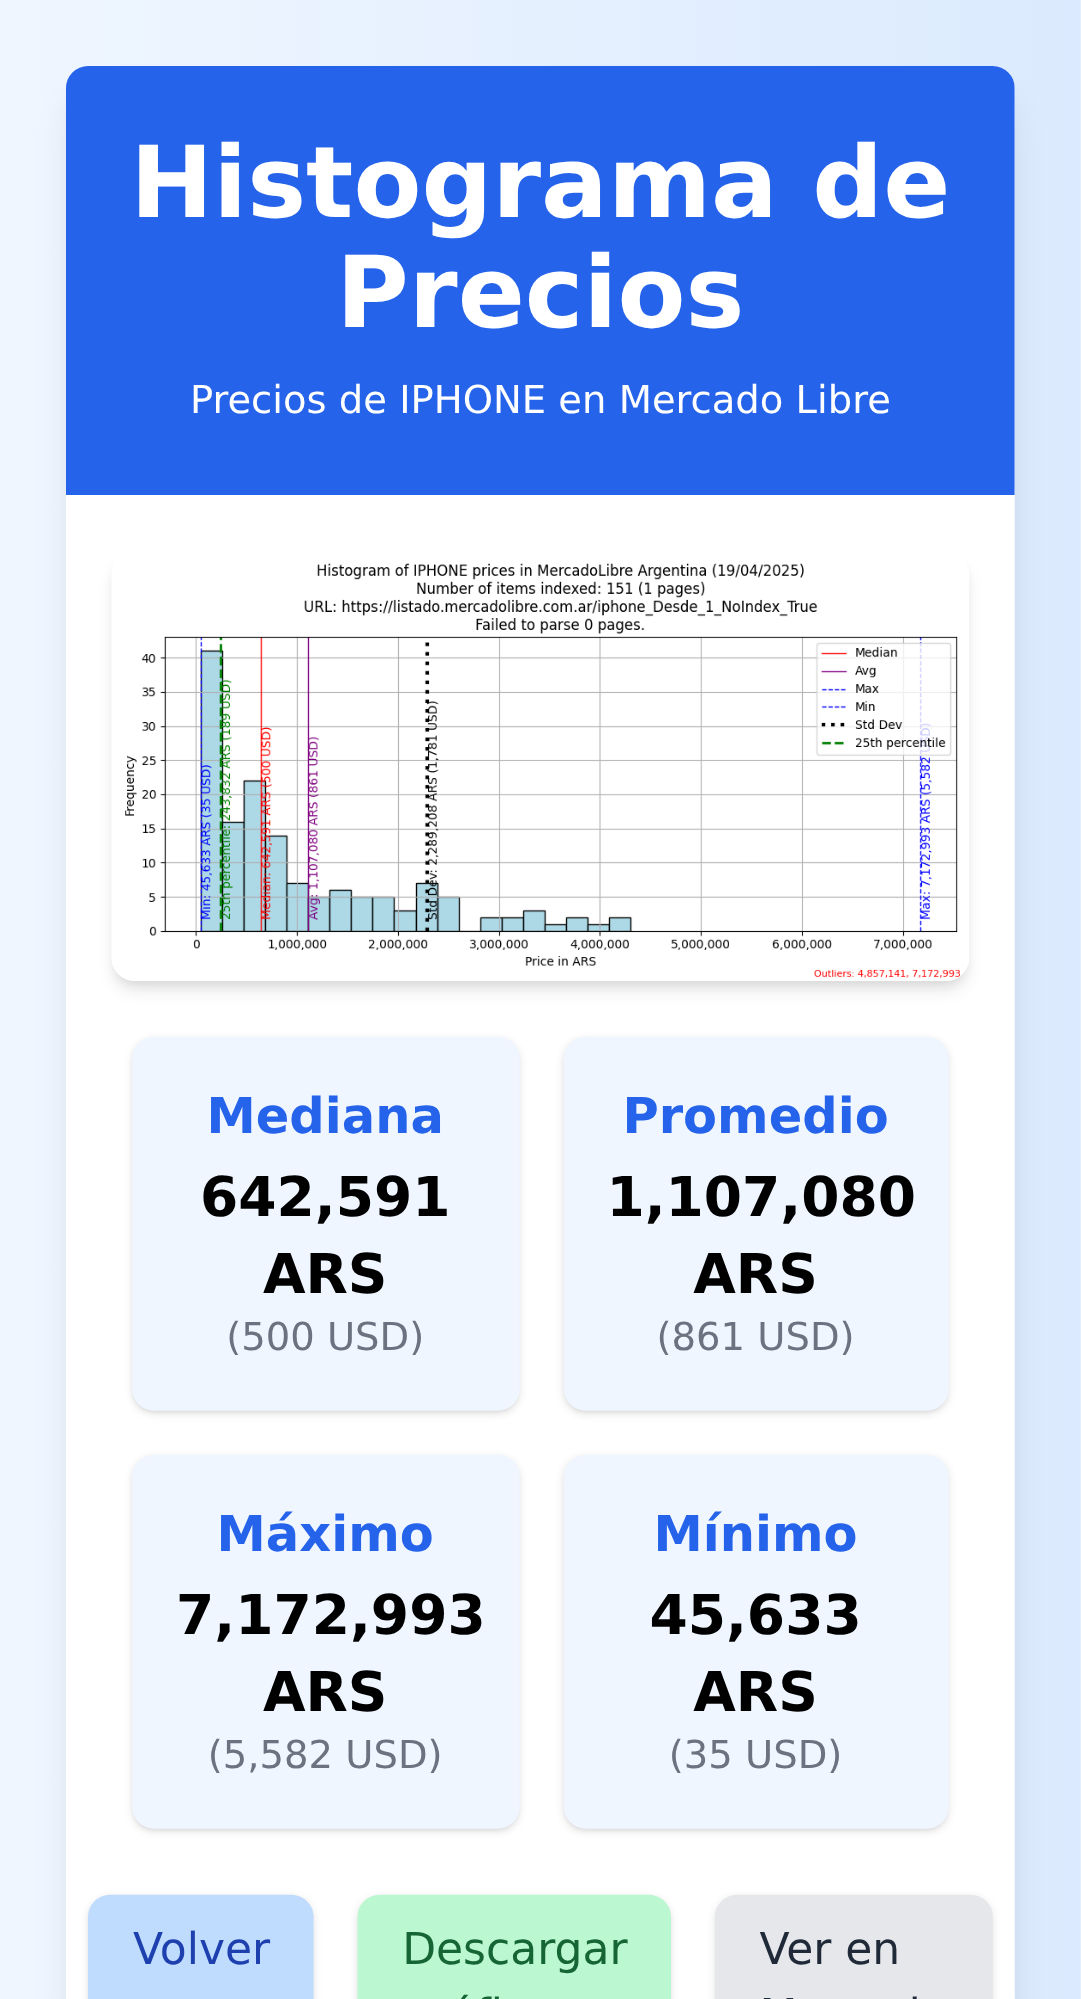 Histograma de
Precios
Precios de IPHONE en Mercado Libre
Histogram of IPHONE prices in MercadoLibre Argentina (19/04/2025)
Number of items indexed: 151 (1 pages)
URL: https://listado.mercadolibre.com.ar/iphone_Desde_1_NoIndex_True
Failed to parse 0 pages.
Frequency
40
35
30
25
20
15
10
5
0
Min: 45,633 ARS (35 USD)
25th percentile: 243,832 ARS (189 USD)
Median: 642,591 ARS (500 USD)
Avg: 1,107,080 ARS (861 USD)
Std Dev: 2,289,208 ARS (1,781 USD)
Max: 7,172,993 ARS (5,582 USD)
Median
Avg
Max
Min
Std Dev
25th percentile
0
1,000,000
2,000,000
3,000,000
4,000,000
5,000,000
6,000,000
7,000,000
Price in ARS
Outliers: 4,857,141, 7,172,993
Mediana
642,591
ARS
(500 USD)
Promedio
1,107,080
ARS
(861 USD)
Máximo
7,172,993
ARS
(5,582 USD)
Mínimo
45,633
ARS
(35 USD)
Volver
Descargar
Ver en